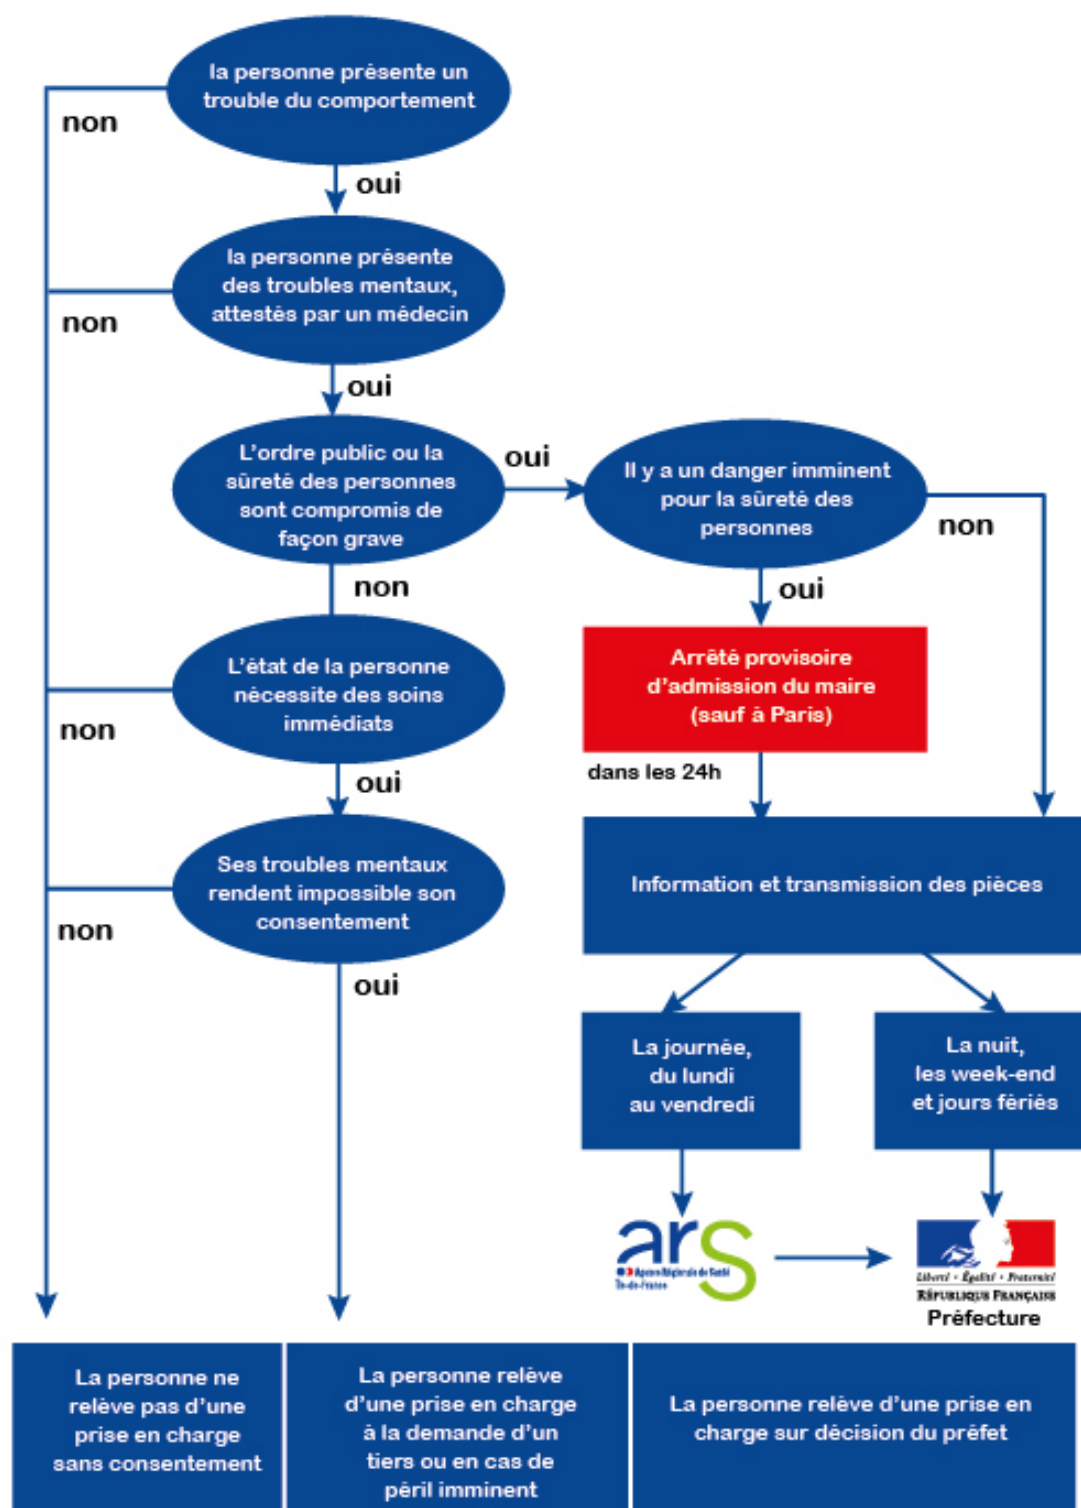 la personne présente un
trouble du comportement
non
oui
la personne présente
des troubles mentaux,
attestés par un médecin
non
oui
L'ordre public ou la
sûreté des personnes
sont compromis de
façon grave
oui
Il y a un danger imminent
pour la sûreté des
personnes
non
non
oui
L'état de la personne
nécessite des soins
immédiats
Arrêté provisoire
d'admission du maire
(sauf à Paris)
non
oui
dans les 24h
Ses troubles mentaux
rendent impossible son
consentement
Information et transmission des pièces
non
oui
La journée,
du lundi
au vendredi
La nuit,
les week-end
et jours fériés
ars
Agence Régionale de Santé
Île-de-France
Liberté • Égalité • Fraternité
RÉPUBLIQUE FRANÇAISE
Préfecture
La personne ne
relève pas d'une
prise en charge
sans consentement
La personne relève
d'une prise en charge
à la demande d'un
tiers ou en cas de
péril imminent
La personne relève d'une prise en
charge sur décision du préfet